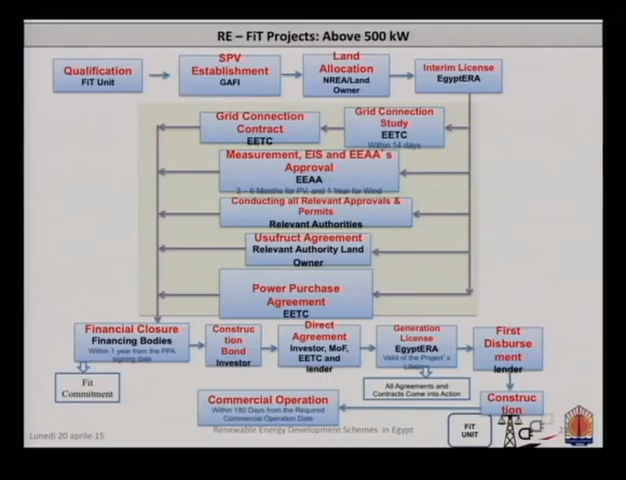 RE – FiT Projects: Above 500 kW
Qualification
FiT Unit
SPV
Establishment
GAFI
Land
Allocation
NREA/Land
Owner
Interim License
EgyptERA
Grid Connection
Contract
EETC
Grid Connection
Study
EETC
Within 14 days
Measurement, EIS and EEAA`s
Approval
EEAA
3 – 6 Months for PV, and 1 Year for Wind
Conducting all Relevant Approvals &
Permits
Relevant Authorities
Usufruct Agreement
Relevant Authority Land
Owner
Power Purchase
Agreement
EETC
Financial Closure
Financing Bodies
Within 1 year from the PPA
signing date
Construc
tion
Bond
Investor
Direct
Agreement
Investor, MoF,
EETC and
lender
Generation
License
EgyptERA
Valid of the Project`s
Lifetime
First
Disburse
ment
lender
Fit
Commitment
All Agreements and
Contracts Come into Action
Commercial Operation
Within 180 Days from the Required
Commercial Operation Date
Construc
tion
Lunedì 20 aprile 15
Renewable Energy Development Schemes in Egypt
FiT
UNIT